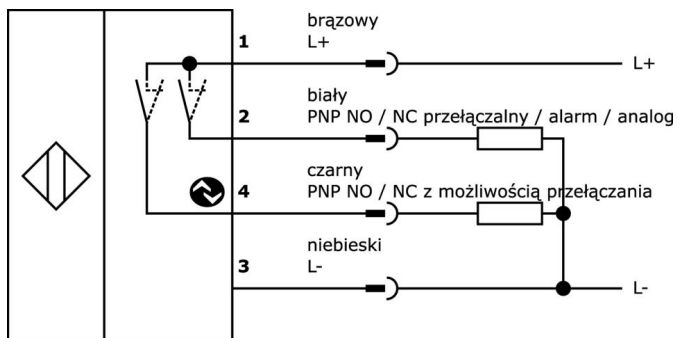 brązowy
1 L+
L+
biały
2 PNP NO / NC przełączalny / alarm / analog
czarny
4 PNP NO / NC z możliwością przełączania
niebieski
3 L-
L-